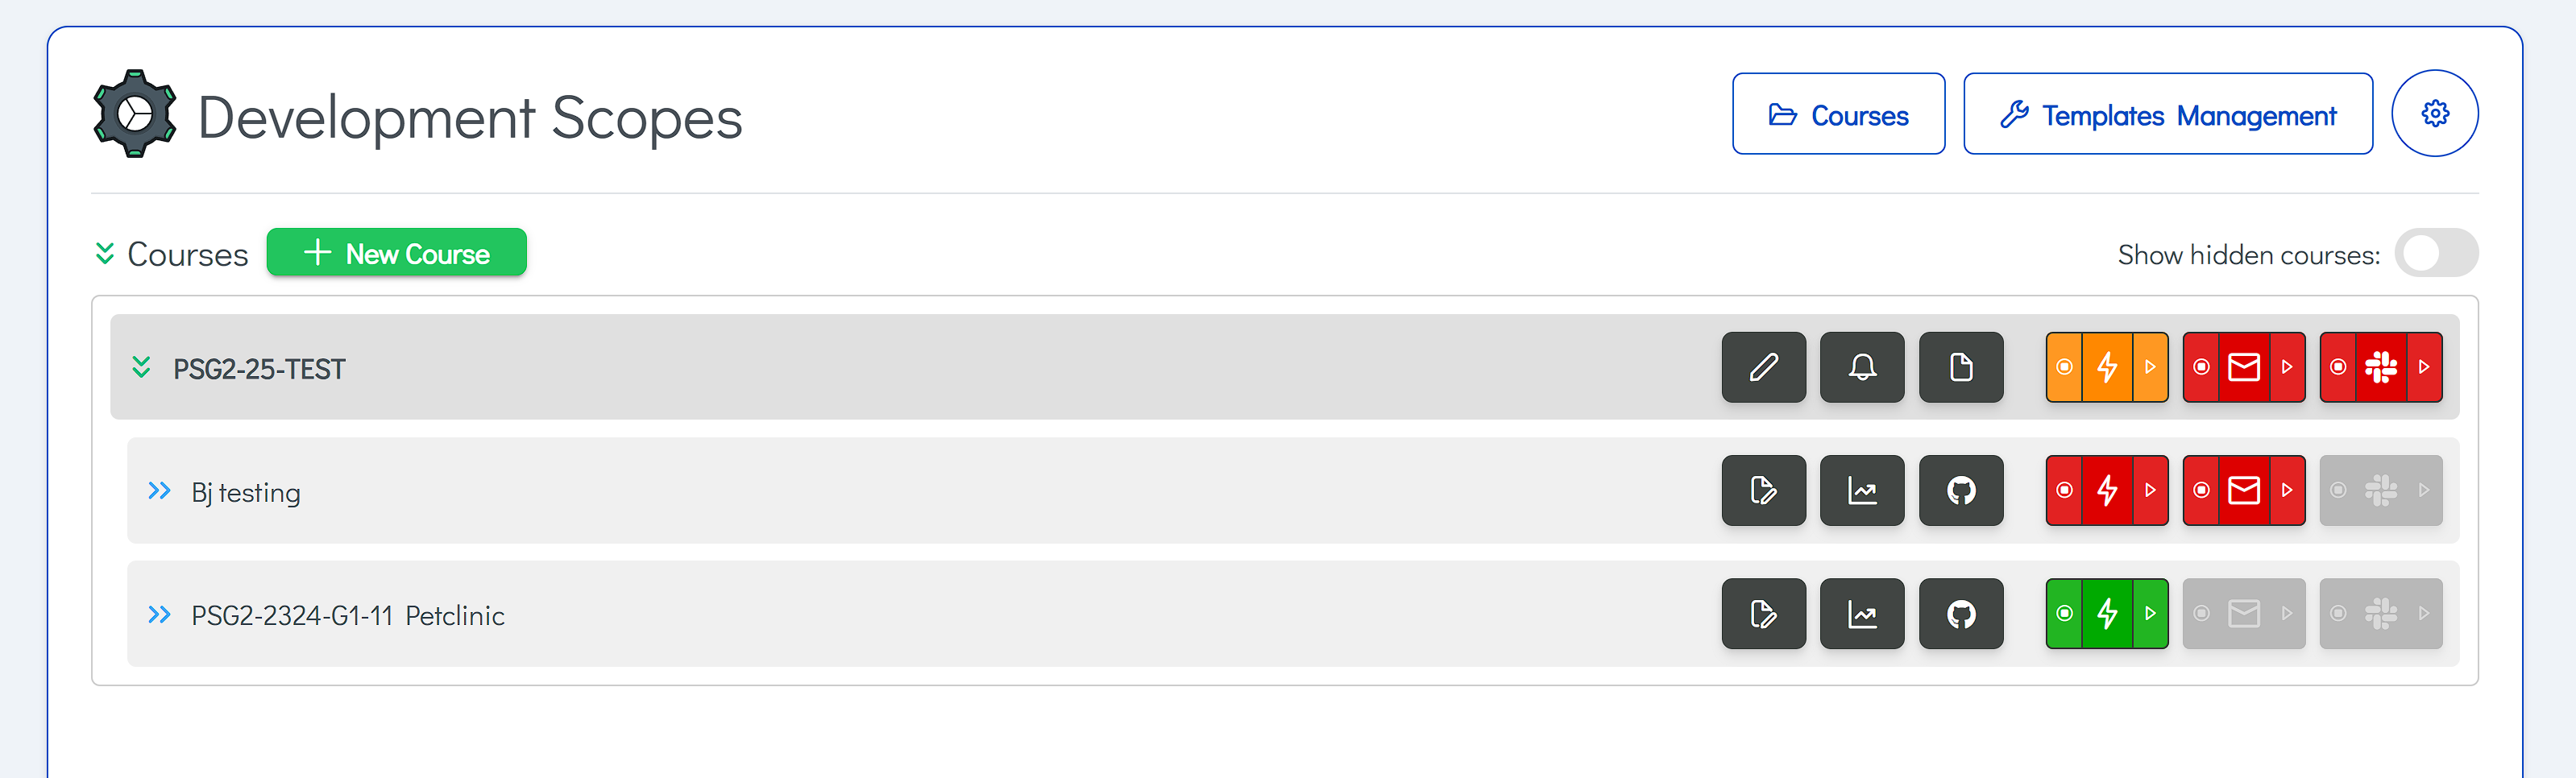 Development Scopes
Courses
Templates Management
Courses
New Course
Show hidden courses:
PSG2-25-TEST
Bj testing
PSG2-2324-G1-11 Petclinic